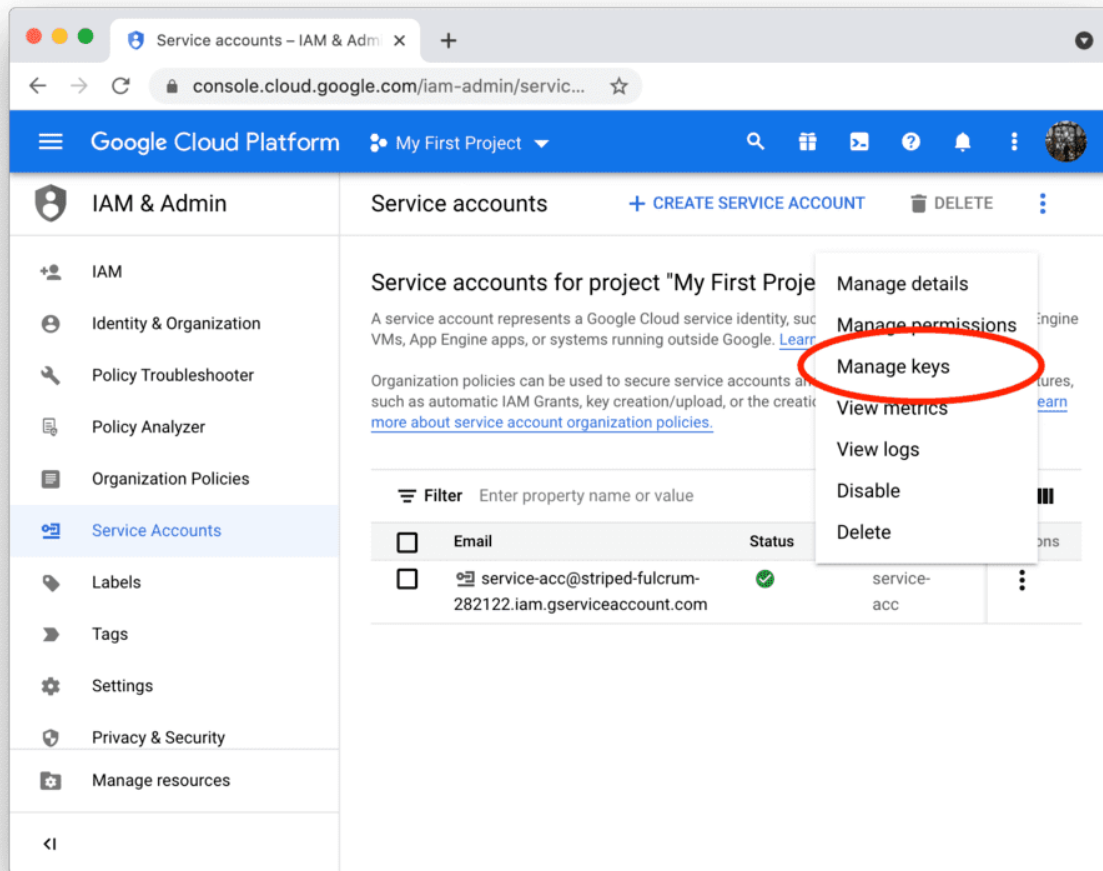 Service accounts – IAM & Adm
console.cloud.google.com/iam-admin/servic...
Google Cloud Platform
My First Project
IAM & Admin
IAM
Identity & Organization
Policy Troubleshooter
Policy Analyzer
Organization Policies
Service Accounts
Labels
Tags
Settings
Privacy & Security
Manage resources
Service accounts
+ CREATE SERVICE ACCOUNT
DELETE
Service accounts for project "My First Proje
A service account represents a Google Cloud service identity, suc Engine
VMs, App Engine apps, or systems running outside Google. Learn
Organization policies can be used to secure service accounts an tures,
such as automatic IAM Grants, key creation/upload, or the creatio earn
more about service account organization policies.
Manage details
Manage permissions
Manage keys
View metrics
View logs
Disable
Delete
Filter Enter property name or value
Email Status ons
service-acc@striped-fulcrum- service-
282122.iam.gserviceaccount.com acc